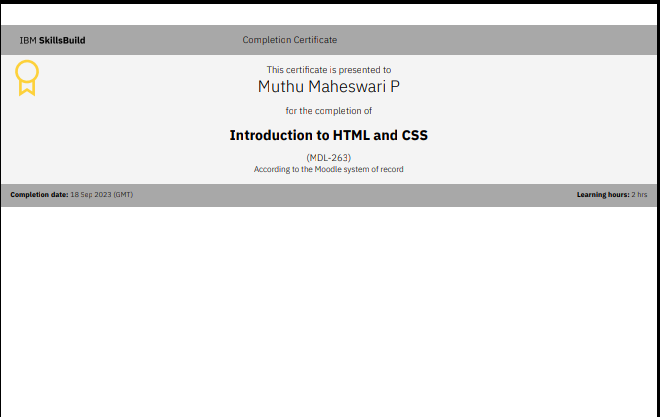 IBM SkillsBuild
Completion Certificate
This certificate is presented to
Muthu Maheswari P
for the completion of
Introduction to HTML and CSS
(MDL-263)
According to the Moodle system of record
Completion date: 18 Sep 2023 (GMT)
Learning hours: 2 hrs